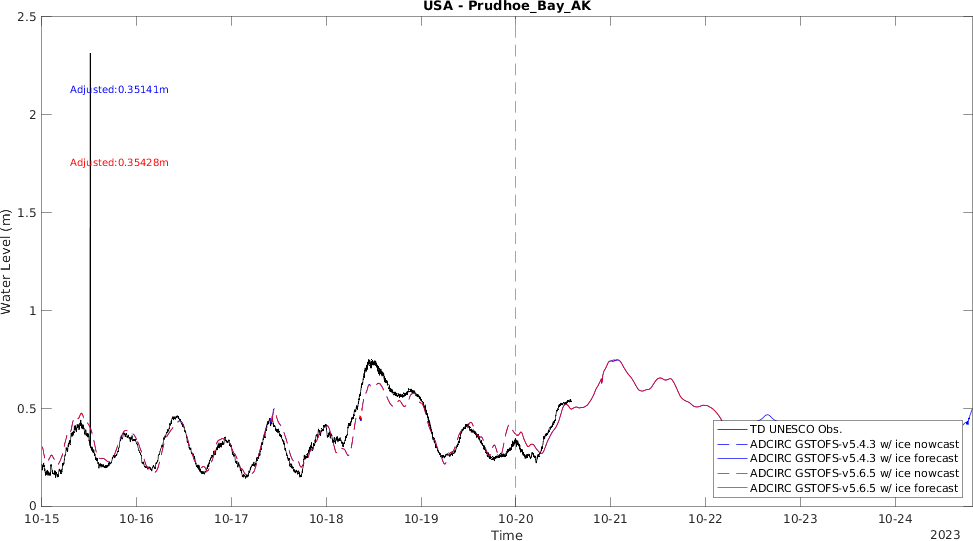 USA - Prudhoe_Bay_AK
2.5
2
1.5
1
0.5
0
Water Level (m)
Adjusted:0.35141m
Adjusted:0.35428m
TD UNESCO Obs.
ADCIRC GSTOFS-v5.4.3 w/ ice nowcast
ADCIRC GSTOFS-v5.4.3 w/ ice forecast
ADCIRC GSTOFS-v5.6.5 w/ ice nowcast
ADCIRC GSTOFS-v5.6.5 w/ ice forecast
10-15 10-16 10-17 10-18 10-19 10-20 10-21 10-22 10-23 10-24
Time
2023